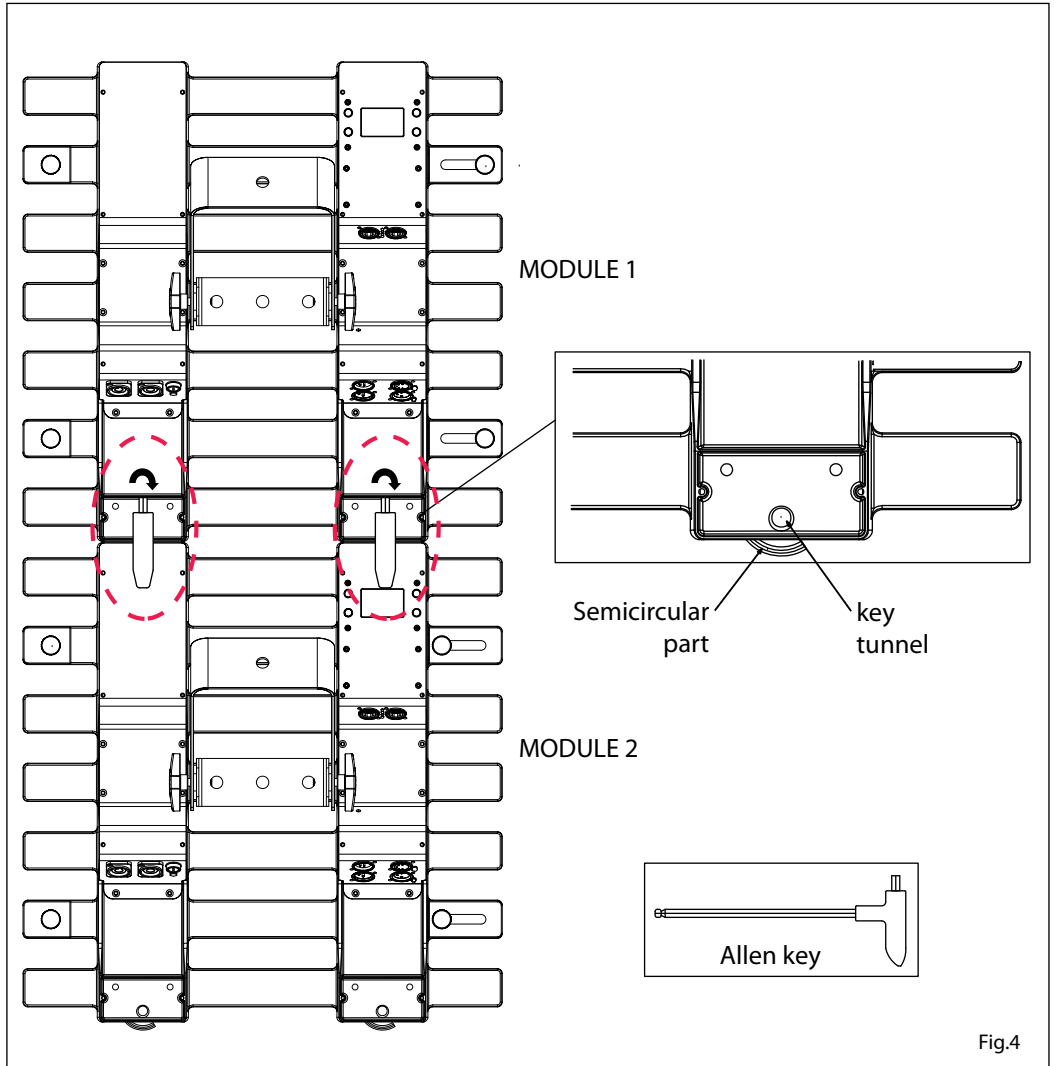 MODULE 1
Semicircular
part
key
tunnel
MODULE 2
Allen key
Fig.4